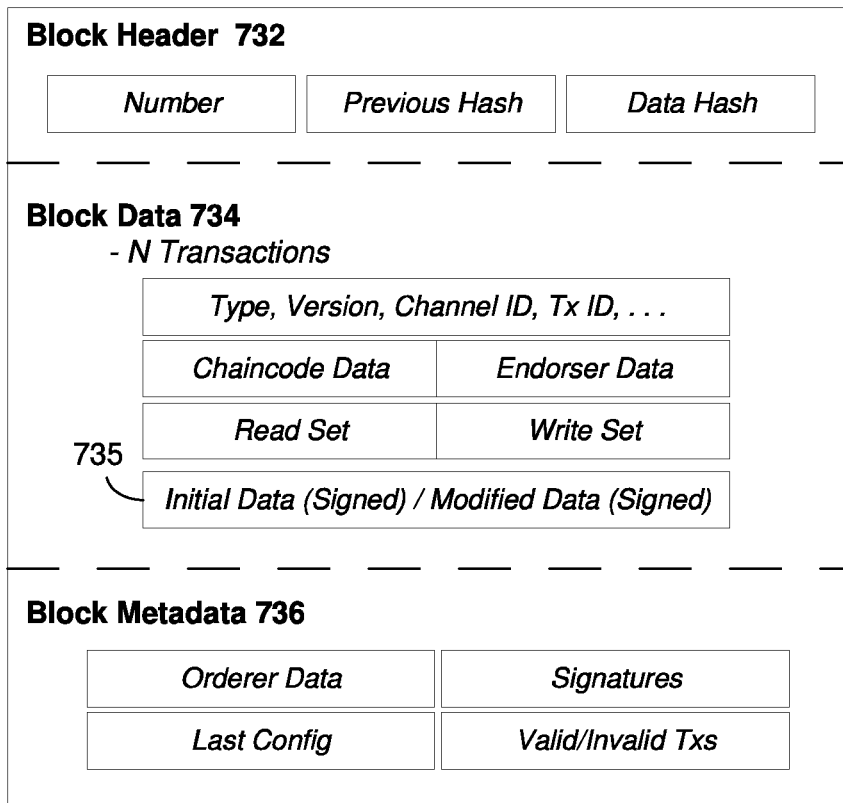 Block Header 732
Number Previous Hash Data Hash
Block Data 734
- N Transactions
Type, Version, Channel ID, Tx ID, . . .
Chaincode Data Endorser Data
Read Set Write Set
735
Initial Data (Signed) / Modified Data (Signed)
Block Metadata 736
Orderer Data Signatures
Last Config Valid/Invalid Txs